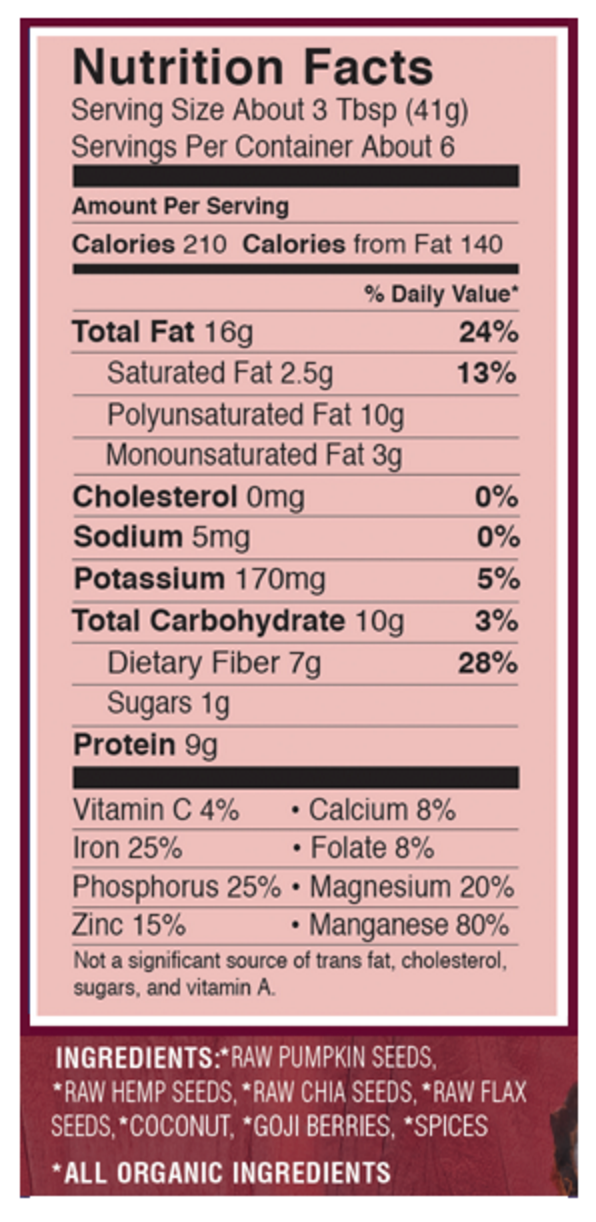 Nutrition Facts
Serving Size About 3 Tbsp (41g)
Servings Per Container About 6
Amount Per Serving
Calories 210 Calories from Fat 140
% Daily Value*
Total Fat 16g 24%
Saturated Fat 2.5g 13%
Polyunsaturated Fat 10g
Monounsaturated Fat 3g
Cholesterol 0mg 0%
Sodium 5mg 0%
Potassium 170mg 5%
Total Carbohydrate 10g 3%
Dietary Fiber 7g 28%
Sugars 1g
Protein 9g
Vitamin C 4% • Calcium 8%
Iron 25% • Folate 8%
Phosphorus 25% • Magnesium 20%
Zinc 15% • Manganese 80%
Not a significant source of trans fat, cholesterol,
sugars, and vitamin A.
INGREDIENTS:*RAW PUMPKIN SEEDS,
*RAW HEMP SEEDS, *RAW CHIA SEEDS, *RAW FLAX
SEEDS,*COCONUT, *GOJI BERRIES, *SPICES
*ALL ORGANIC INGREDIENTS